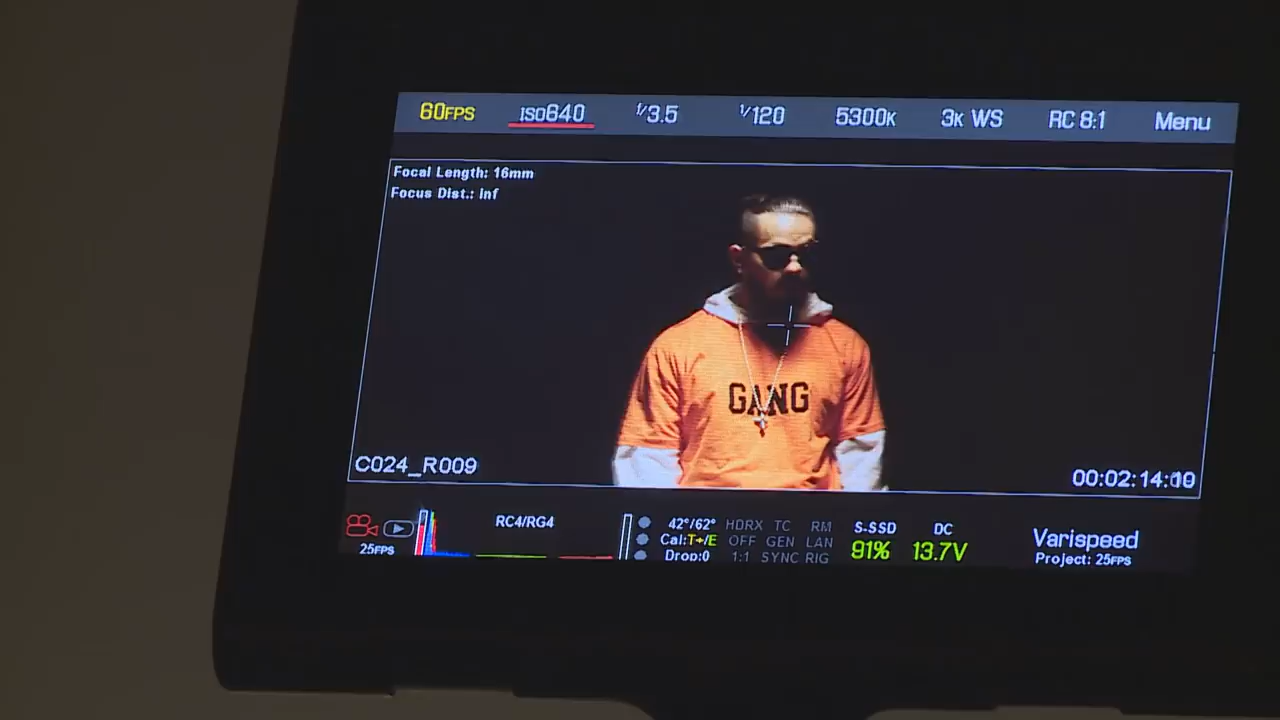 60FPS ISO640 f/3.5 1/120 5300K 3K WS RC 8:1 Menu
Focal Length: 16mm
Focus Dist.: Inf
GANG
C024_R009 00:02:14:
25FPS
RC4/RG4
42°/62°
Cal:T→/E
Drop:0
HDRX TC RM
OFF GEN LAN
1:1 SYNC RIG
S-SSD
91%
DC
13.7V
Varispeed
Project: 25FPS